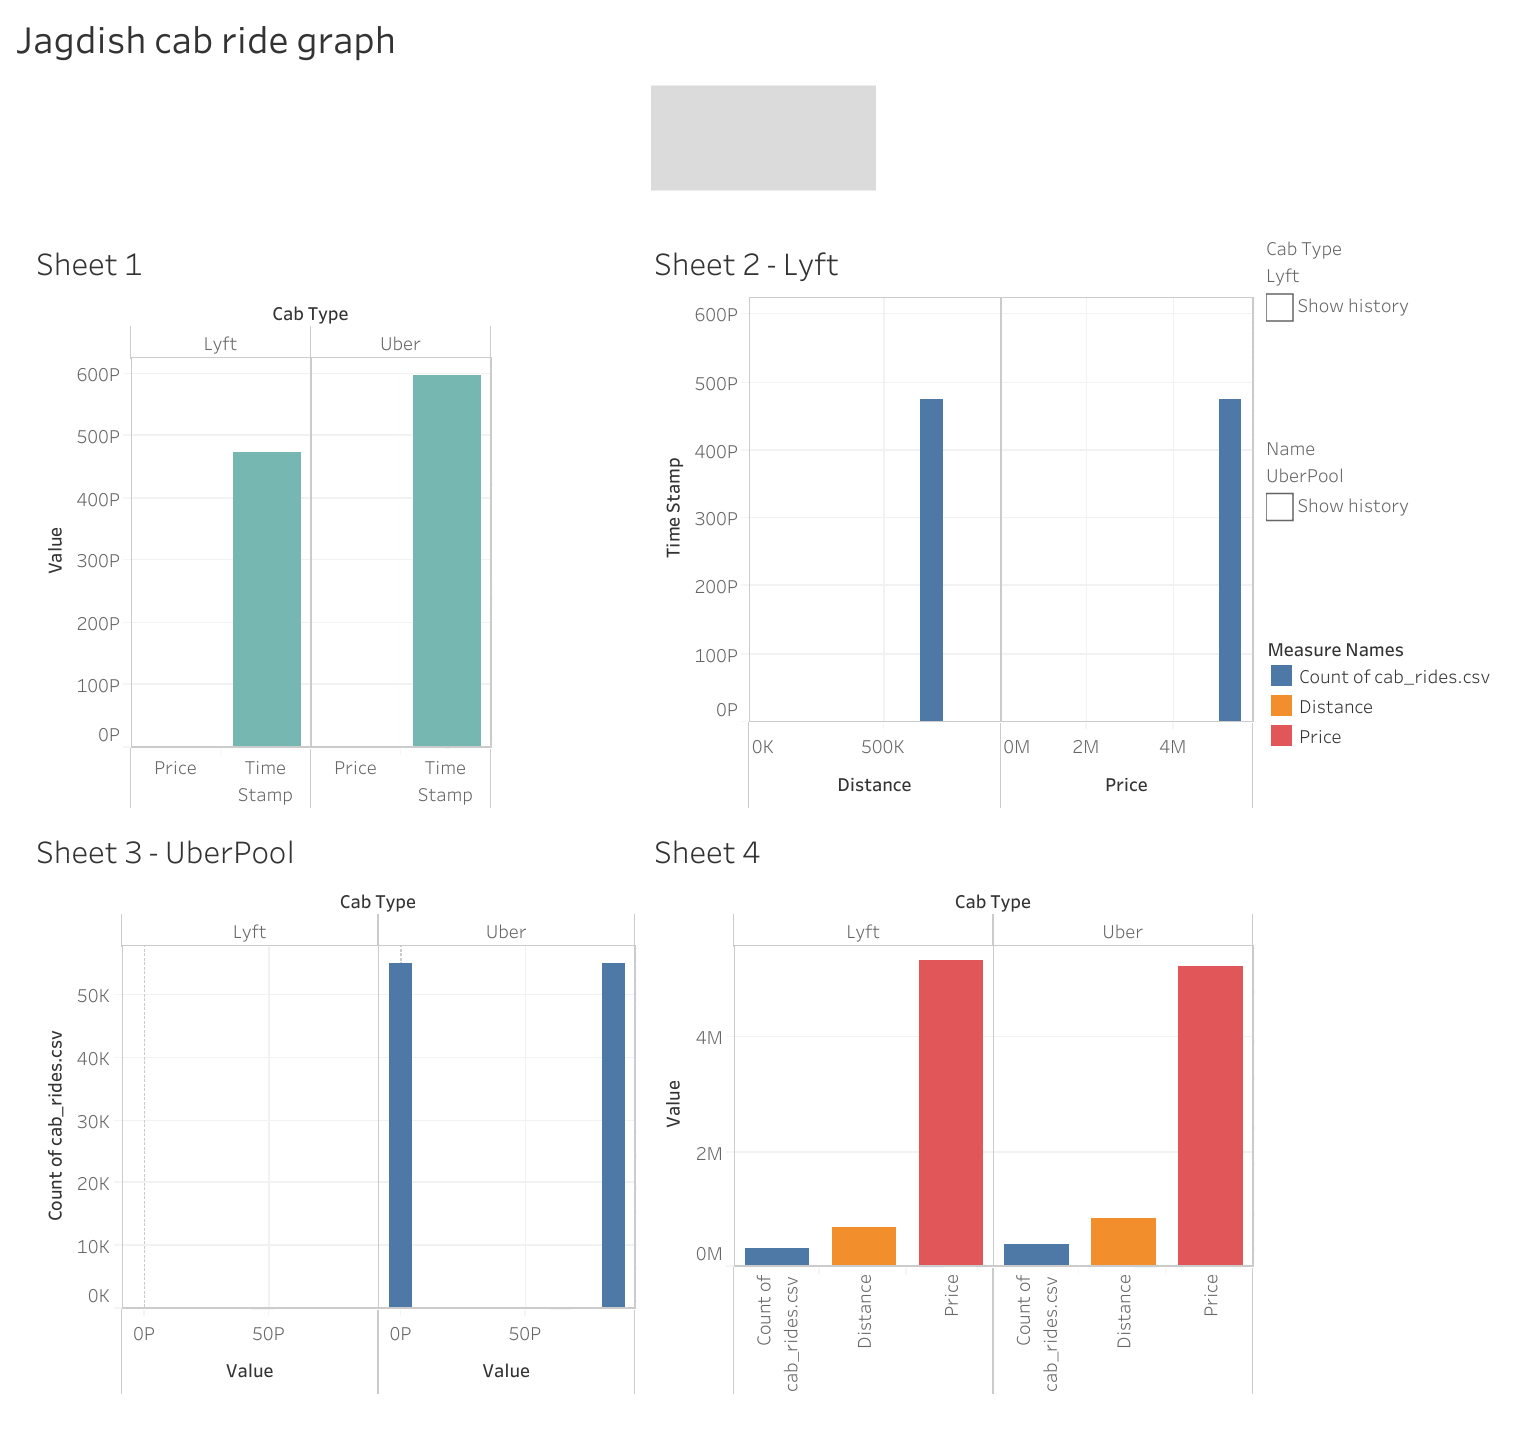 Jagdish cab ride graph
Sheet 1
Cab Type
Lyft
Uber
600P
500P
400P
300P
200P
100P
0P
Value
Price
Time
Stamp
Price
Time
Stamp
Sheet 2 - Lyft
600P
500P
400P
300P
200P
100P
0P
Time Stamp
0K
500K
0M
2M
4M
Distance
Price
Cab Type
Lyft
Show history
Name
UberPool
Show history
Measure Names
Count of cab_rides.csv
Distance
Price
Sheet 3 - UberPool
Cab Type
Lyft
Uber
50K
40K
30K
20K
10K
0K
Count of cab_rides.csv
0P
50P
0P
50P
Value
Value
Sheet 4
Cab Type
Lyft
Uber
4M
2M
0M
Value
Count of
cab_rides.csv
Distance
Price
Count of
cab_rides.csv
Distance
Price